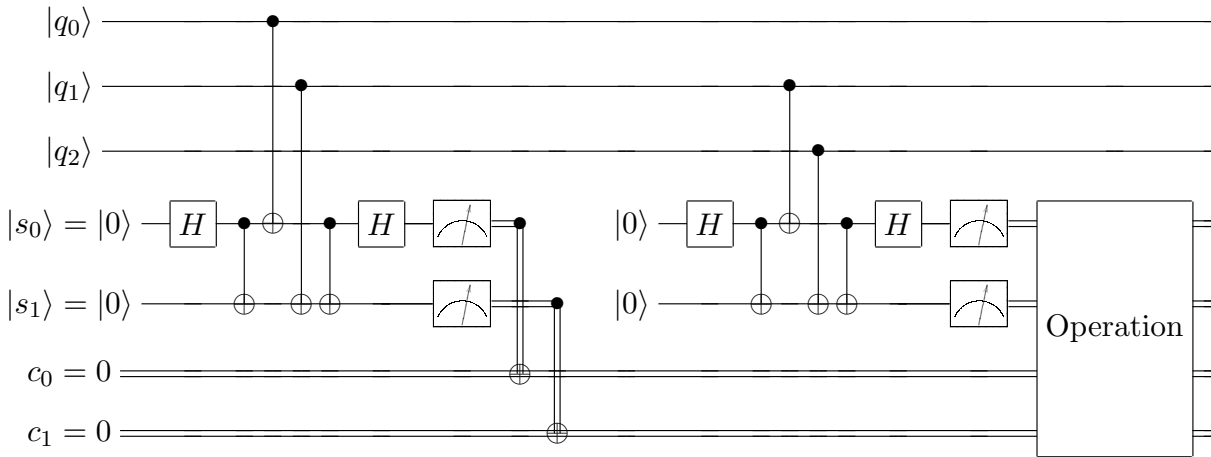 |q₀⟩
|q₁⟩
|q₂⟩
|s₀⟩ = |0⟩ H H |0⟩ H H
|s₁⟩ = |0⟩ |0⟩
Operation
c₀ = 0
c₁ = 0